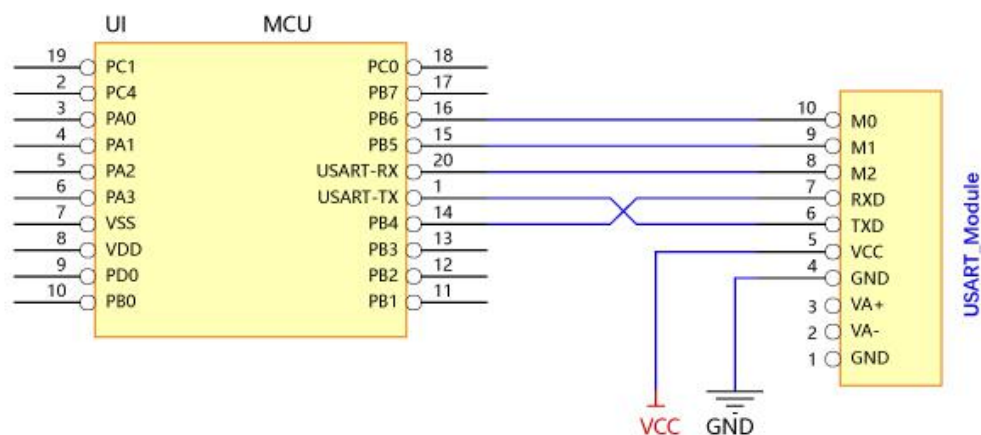 UI MCU
19 PC1 PC0 18
2 PC4 PB7 17
3 PA0 PB6 16 10 M0
4 PA1 PB5 15 9 M1
5 PA2 USART-RX 20 8 M2
6 PA3 USART-TX 1 7 RXD
7 VSS PB4 14 6 TXD
8 VDD PB3 13 5 VCC
9 PD0 PB2 12 4 GND
10 PB0 PB1 11 3 VA+
2 VA-
1 GND
USART_Module
VCC GND